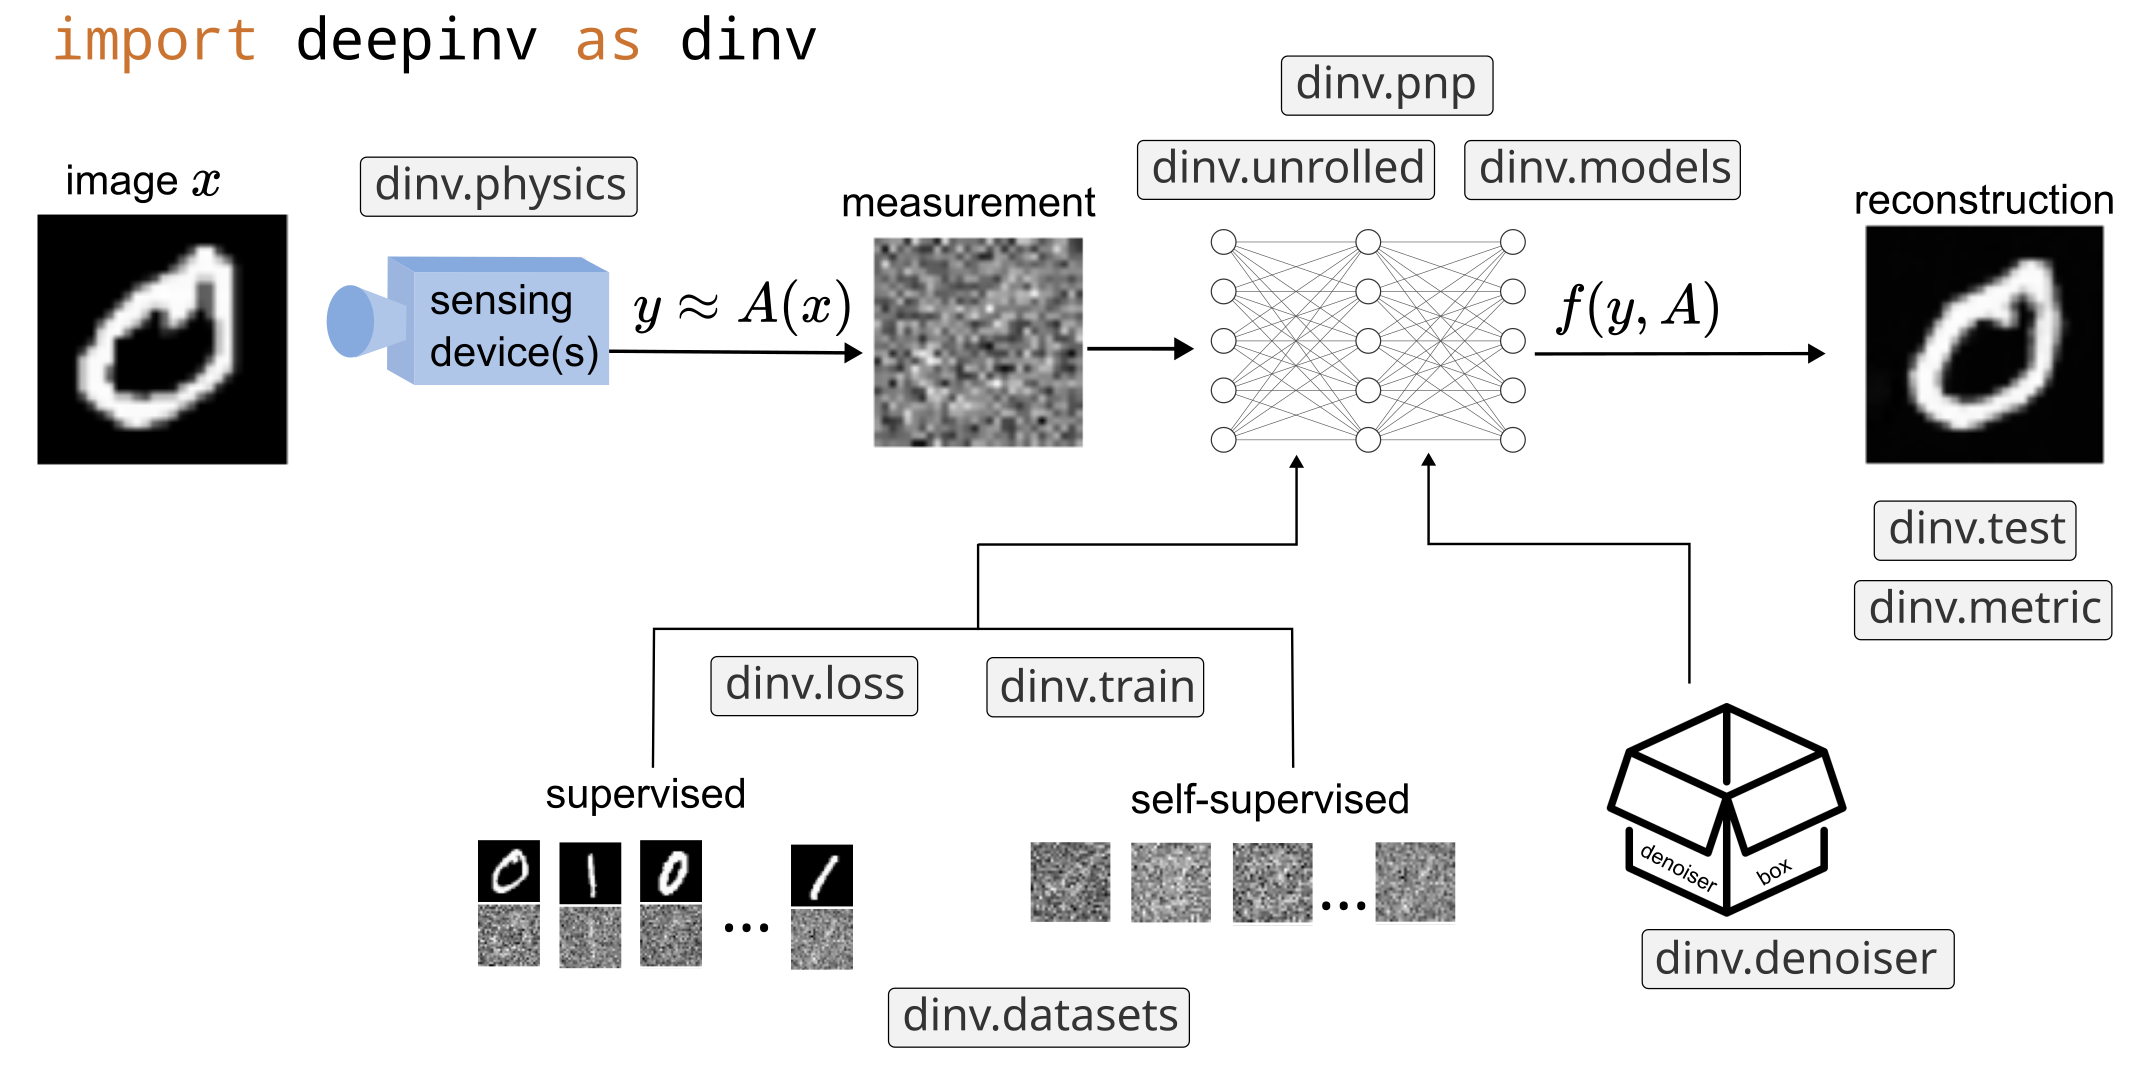 import deepinv as dinv
dinv.pnp
dinv.unrolled
dinv.models
image x
dinv.physics
measurement
reconstruction
sensing
device(s)
y ≈ A(x)
f(y, A)
dinv.test
dinv.metric
dinv.loss
dinv.train
supervised
self-supervised
...
...
denoiser
box
dinv.denoiser
dinv.datasets